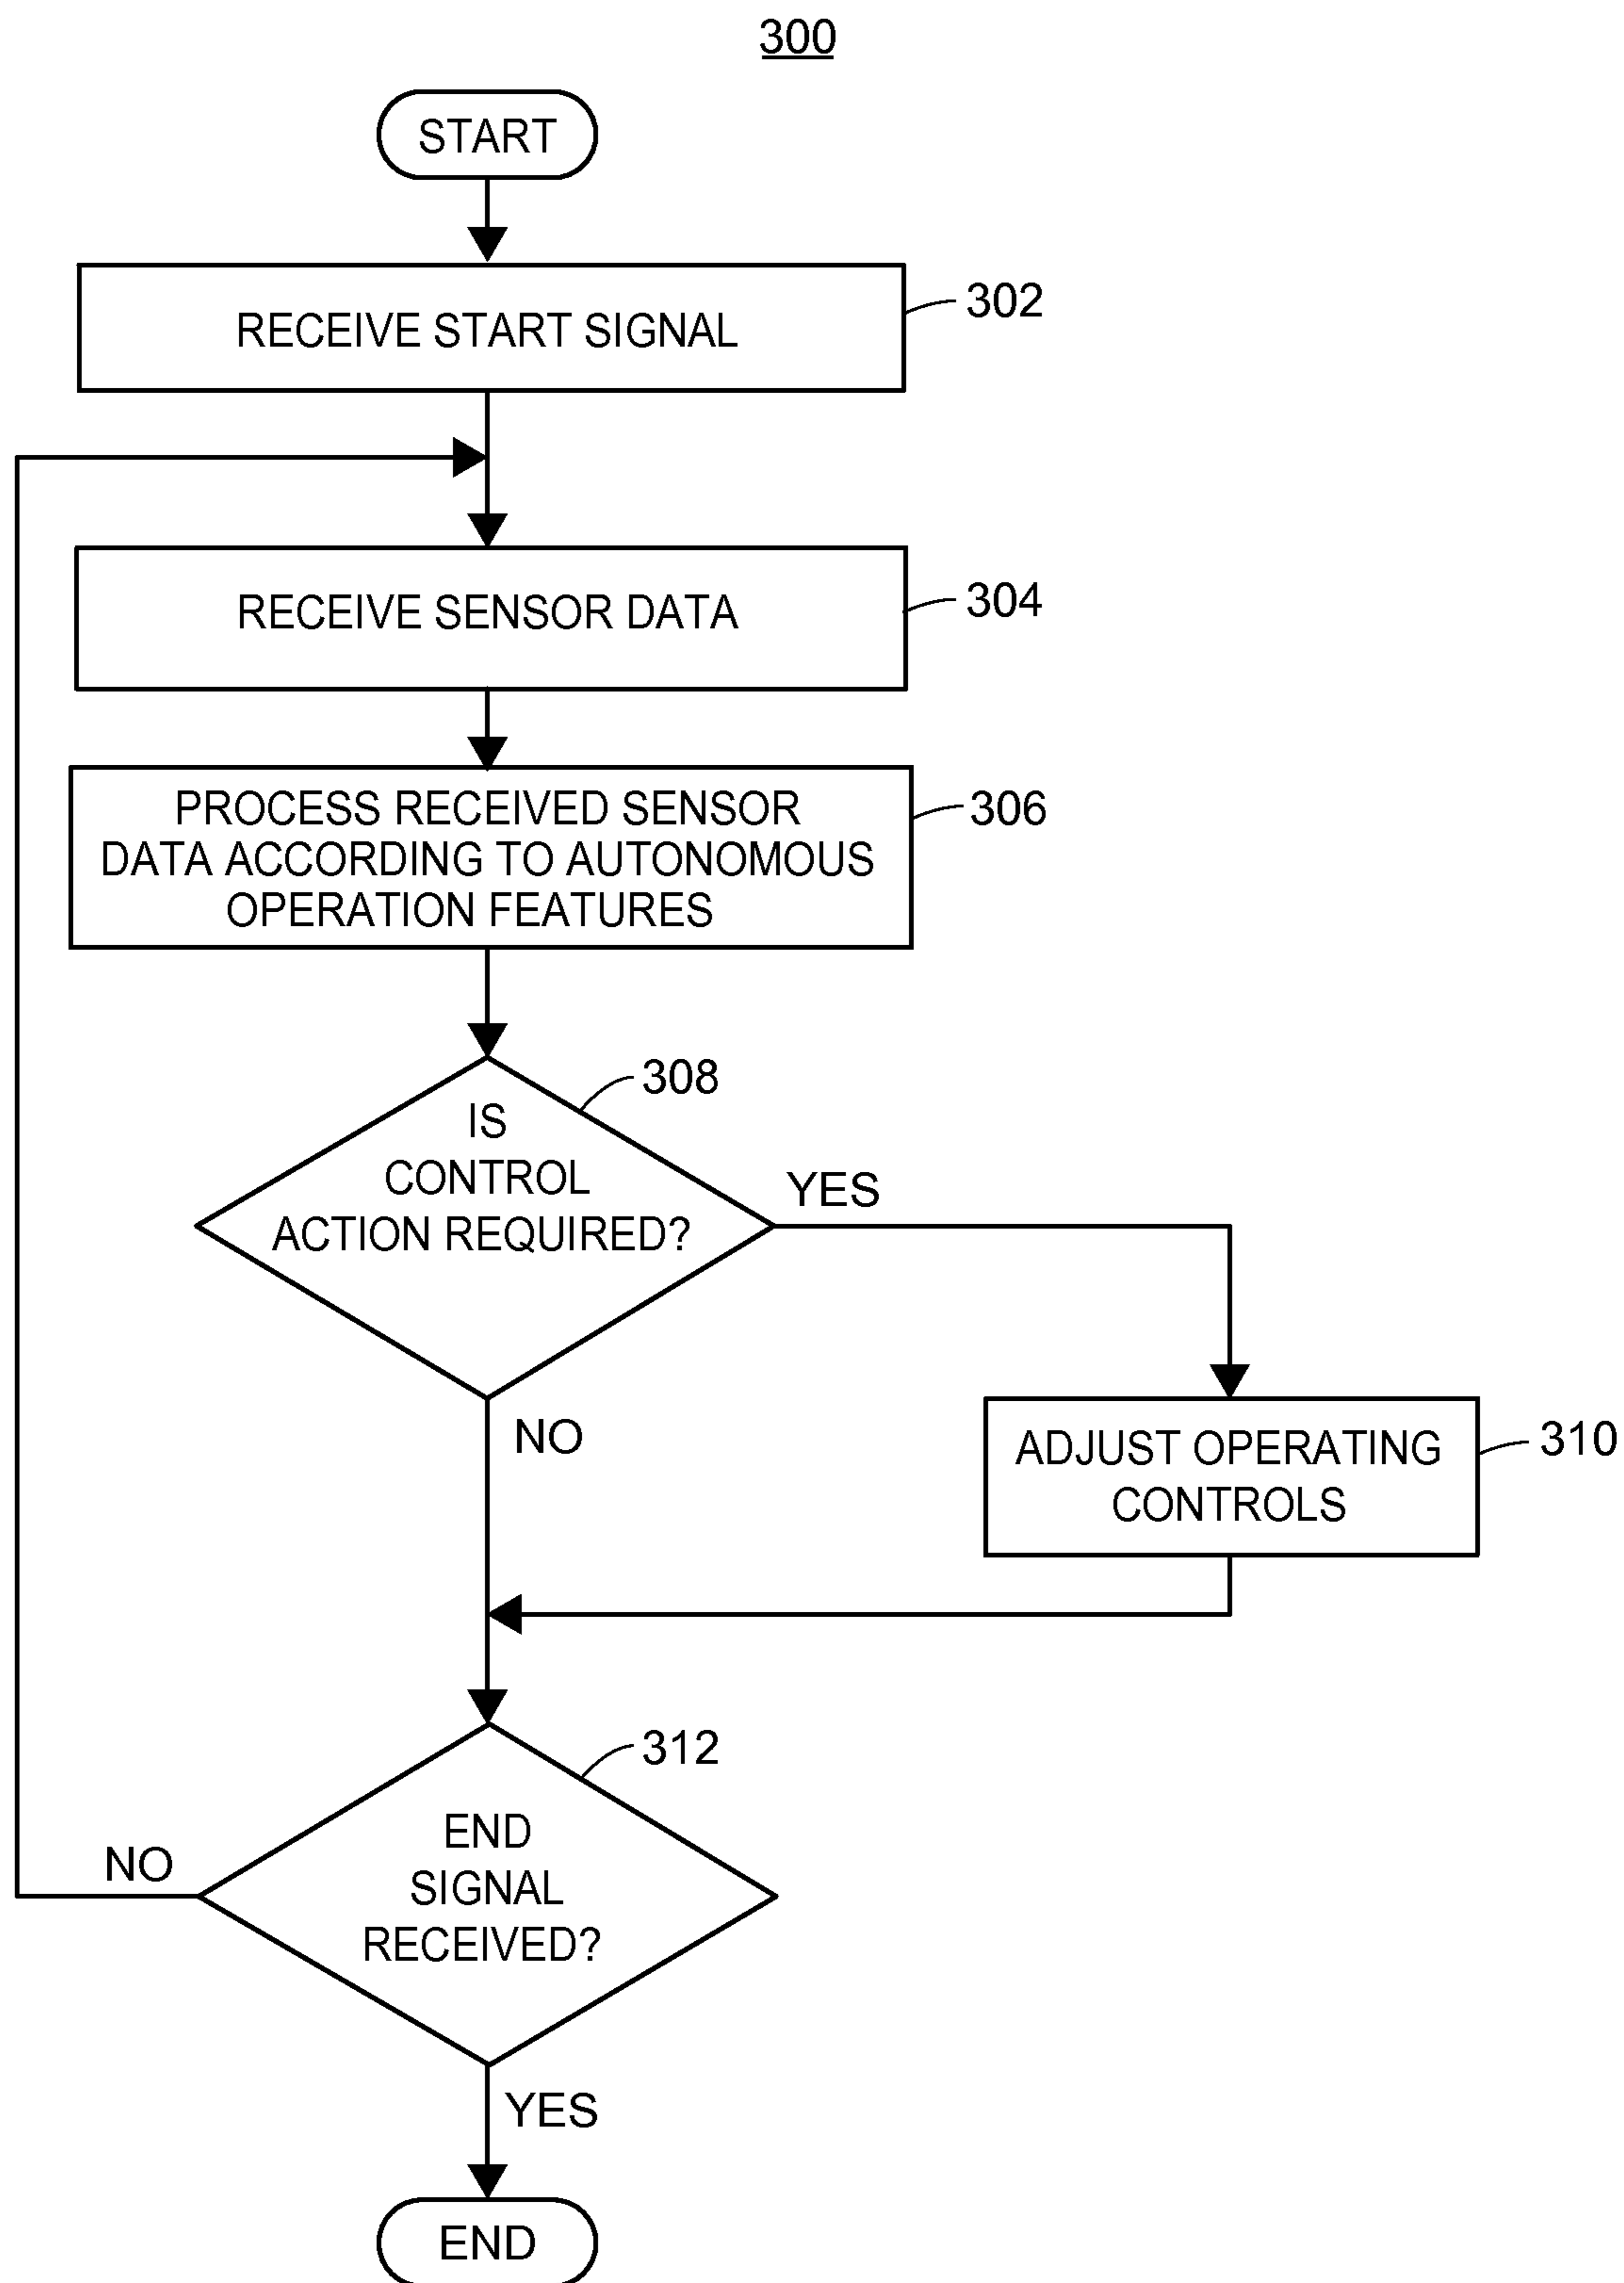 300
START
RECEIVE START SIGNAL
302
RECEIVE SENSOR DATA
304
PROCESS RECEIVED SENSOR
DATA ACCORDING TO AUTONOMOUS
OPERATION FEATURES
306
308
IS
CONTROL
ACTION REQUIRED?
YES
NO
ADJUST OPERATING
CONTROLS
310
312
END
SIGNAL
RECEIVED?
NO
YES
END